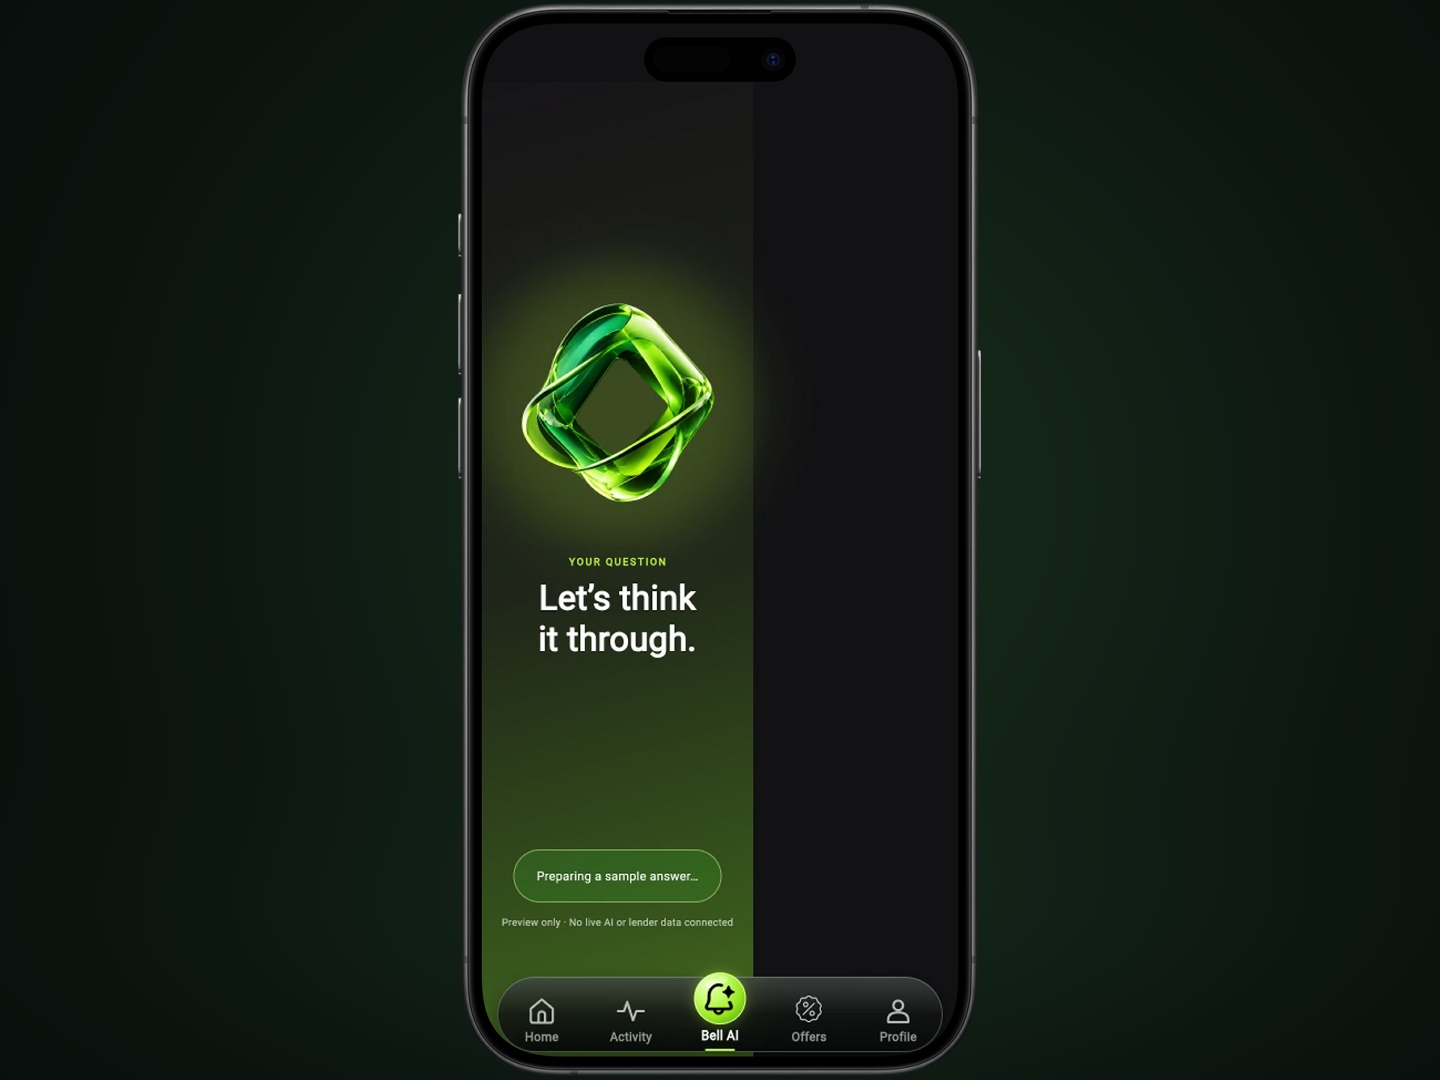 YOUR QUESTION
Let’s think
it through.
Preparing a sample answer…
Preview only · No live AI or lender data connected
Home
Activity
Bell AI
Offers
Profile